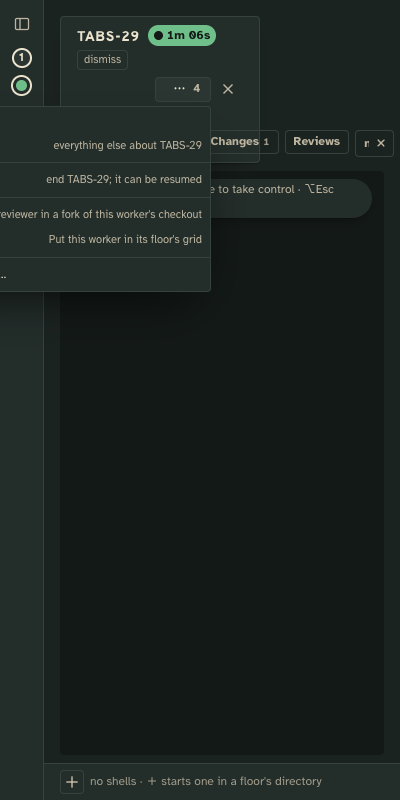 TABS-29 1m 06s
dismiss
1
... 4 ×
Changes 1 Reviews ×
everything else about TABS-29
end TABS-29; it can be resumed
e to take control · ⌥Esc
eviewer in a fork of this worker's checkout
Put this worker in its floor's grid
..
+ no shells · + starts one in a floor's directory